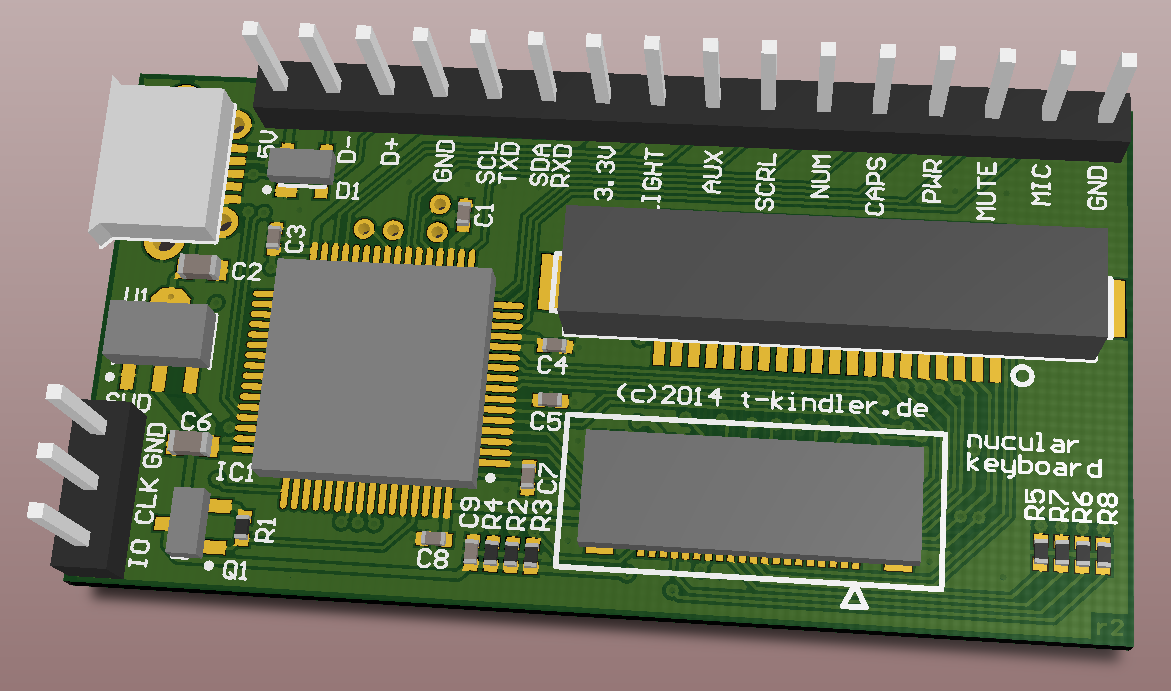 5V
D-
D+
GND
SCL
TXD
SDA
RXD
3.3V
IGHT
AUX
SCRL
NUM
CAPS
PWR
MUTE
MIC
GND
D1
C1
C3
C2
U1
C4
(c)2014 t-kindler.de
C5
C6
GND
CLK
IO
IC1
C7
nucular
keyboard
C9
R4
R2
R3
R5
R7
R6
R8
R1
C8
Q1
r2